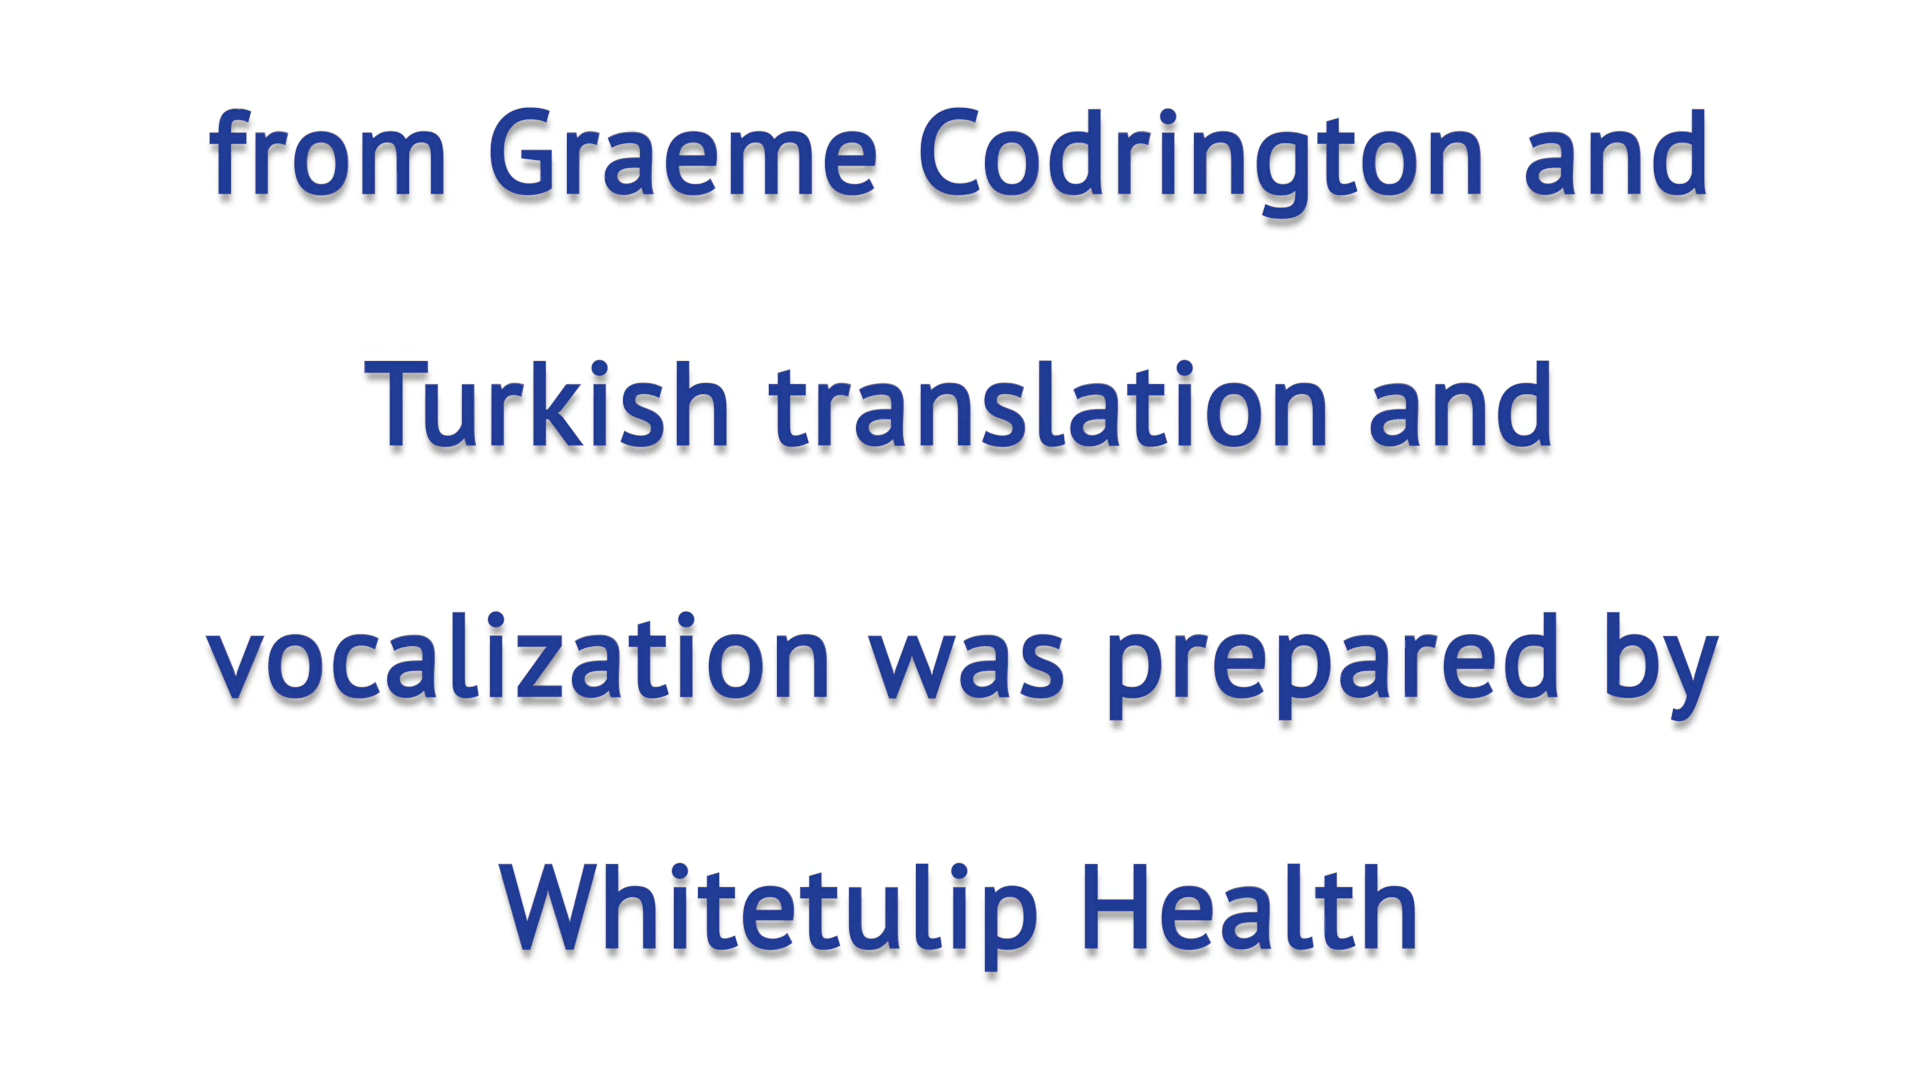 from Graeme Codrington and
Turkish translation and
vocalization was prepared by
Whitetulip Health